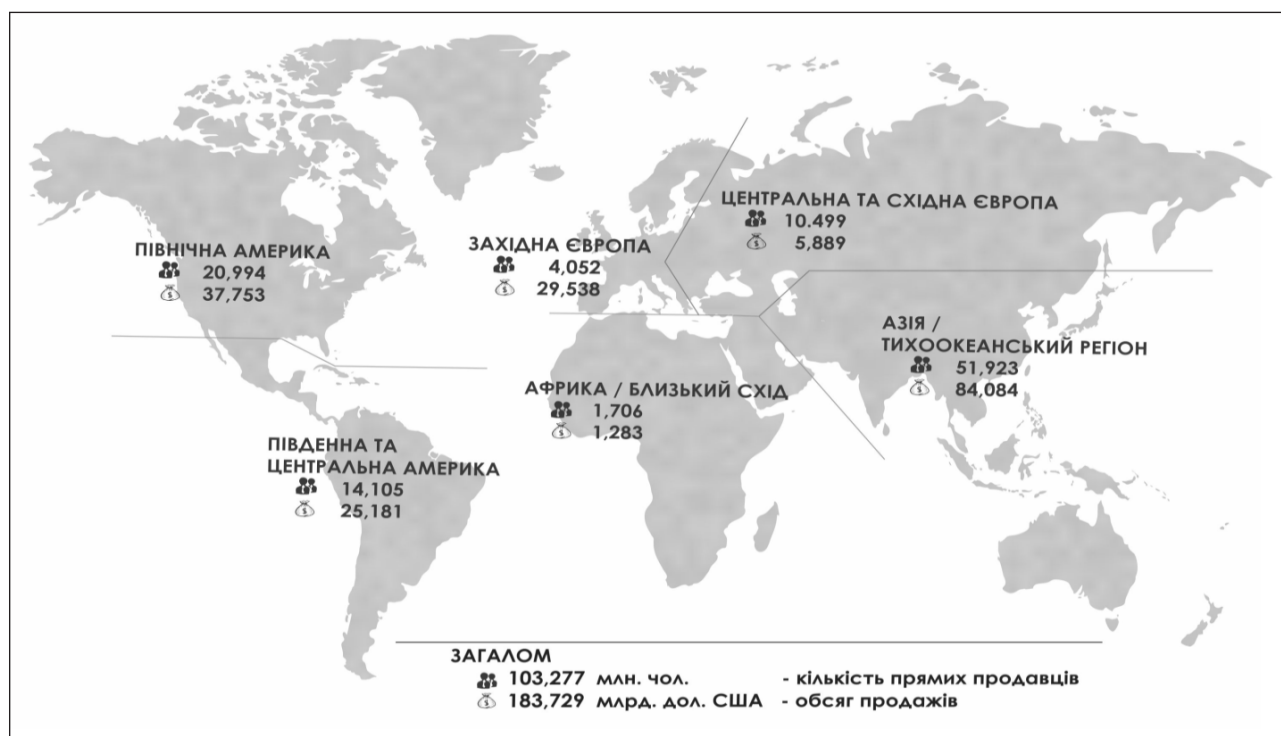 ЦЕНТРАЛЬНА ТА СХІДНА ЄВРОПА
10.499
5,889
ПІВНІЧНА АМЕРИКА
20,994
37,753
ЗАХІДНА ЄВРОПА
4,052
29,538
АЗІЯ /
ТИХООКЕАНСЬКИЙ РЕГІОН
51,923
84,084
АФРИКА / БЛИЗЬКИЙ СХІД
1,706
1,283
ПІВДЕННА ТА
ЦЕНТРАЛЬНА АМЕРИКА
14,105
25,181
ЗАГАЛОМ
103,277 млн. чол. - кількість прямих продавців
183,729 млрд. дол. США - обсяг продажів